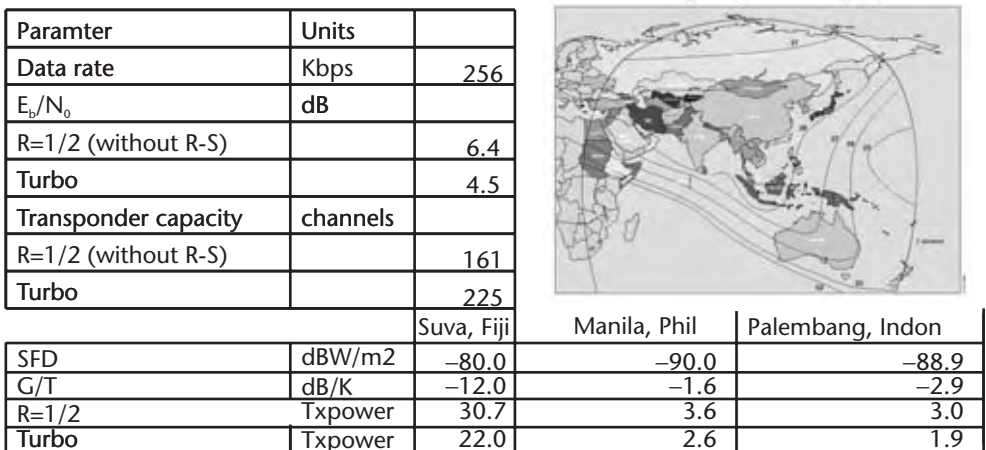 Paramter Units
Data rate Kbps 256
Eb/N0 dB
R=1/2 (without R-S) 6.4
Turbo 4.5
Transponder capacity channels
R=1/2 (without R-S) 161
Turbo 225
Suva, Fiji Manila, Phil Palembang, Indon
SFD dBW/m2 −80.0 −90.0 −88.9
G/T dB/K −12.0 −1.6 −2.9
R=1/2 Txpower 30.7 3.6 3.0
Turbo Txpower 22.0 2.6 1.9